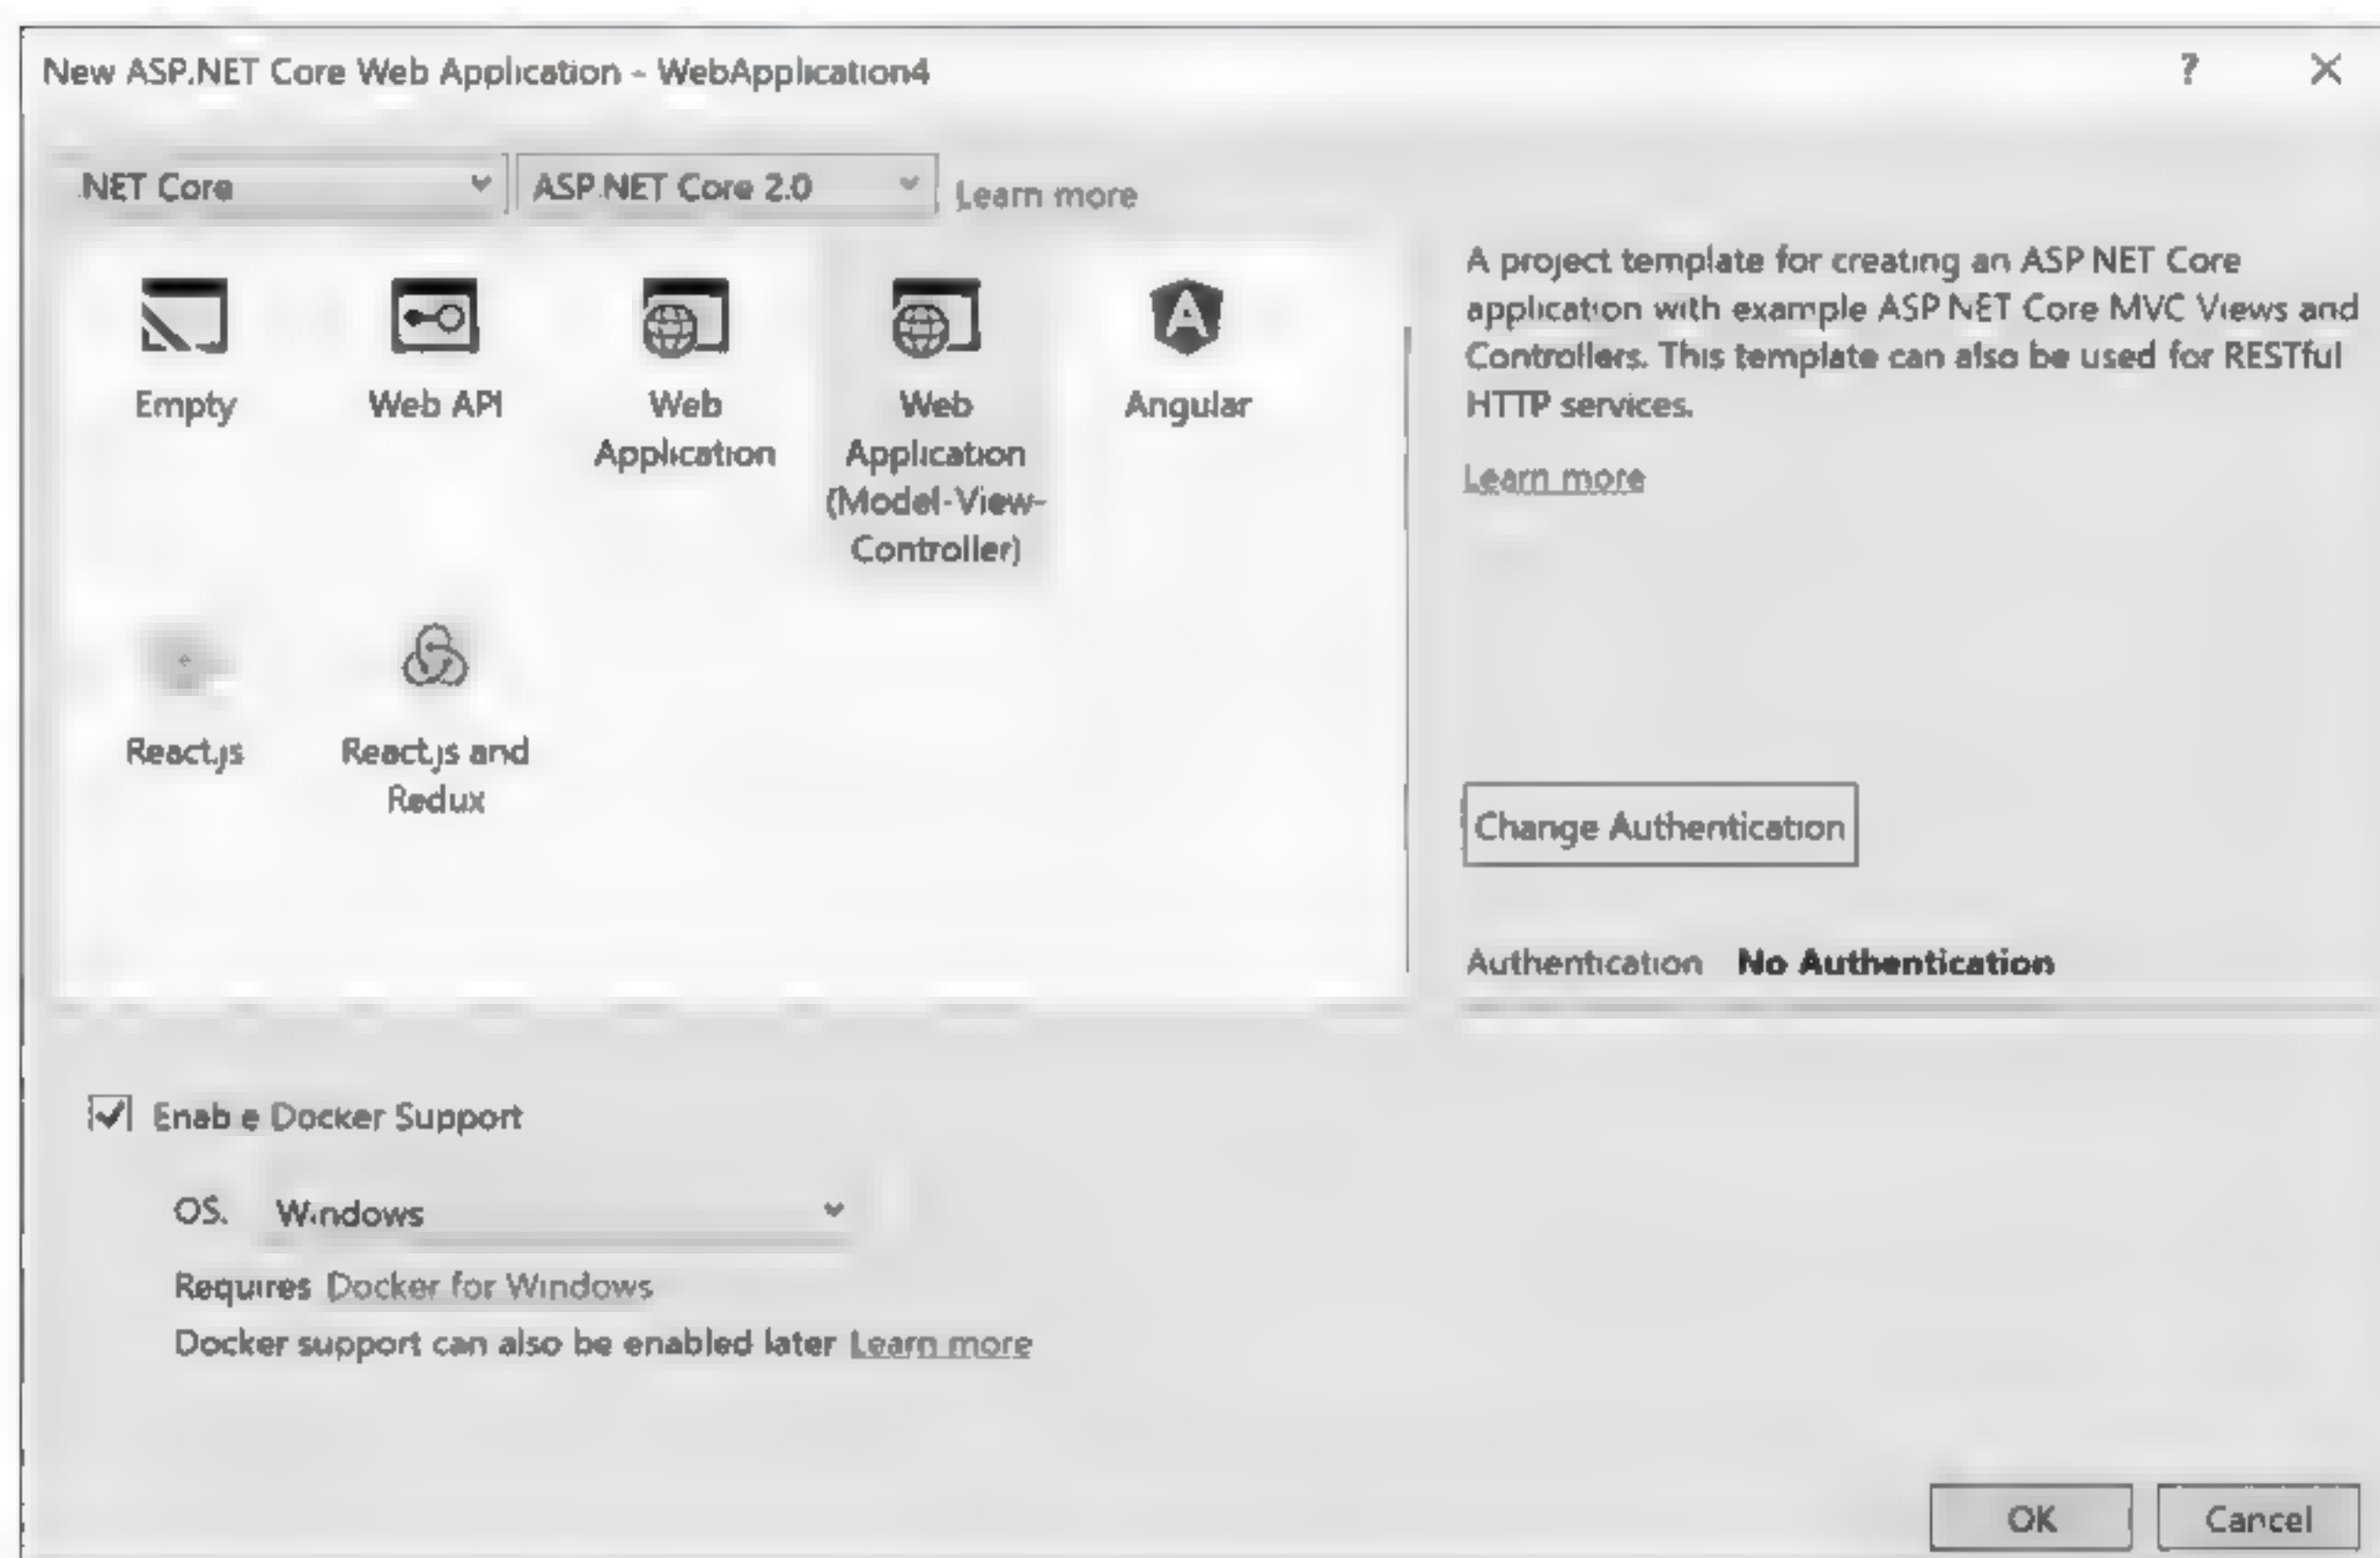 New ASP.NET Core Web Application - WebApplication4
? ×
.NET Core ASP.NET Core 2.0 Learn more
Empty
Web API
Web
Application
Web
Application
(Model-View-
Controller)
Angular
React.js
React.js and
Redux
A project template for creating an ASP.NET Core
application with example ASP.NET Core MVC Views and
Controllers. This template can also be used for RESTful
HTTP services.
Learn more
Change Authentication
Authentication No Authentication
Enable Docker Support
OS: Windows
Requires Docker for Windows
Docker support can also be enabled later Learn more
OK Cancel